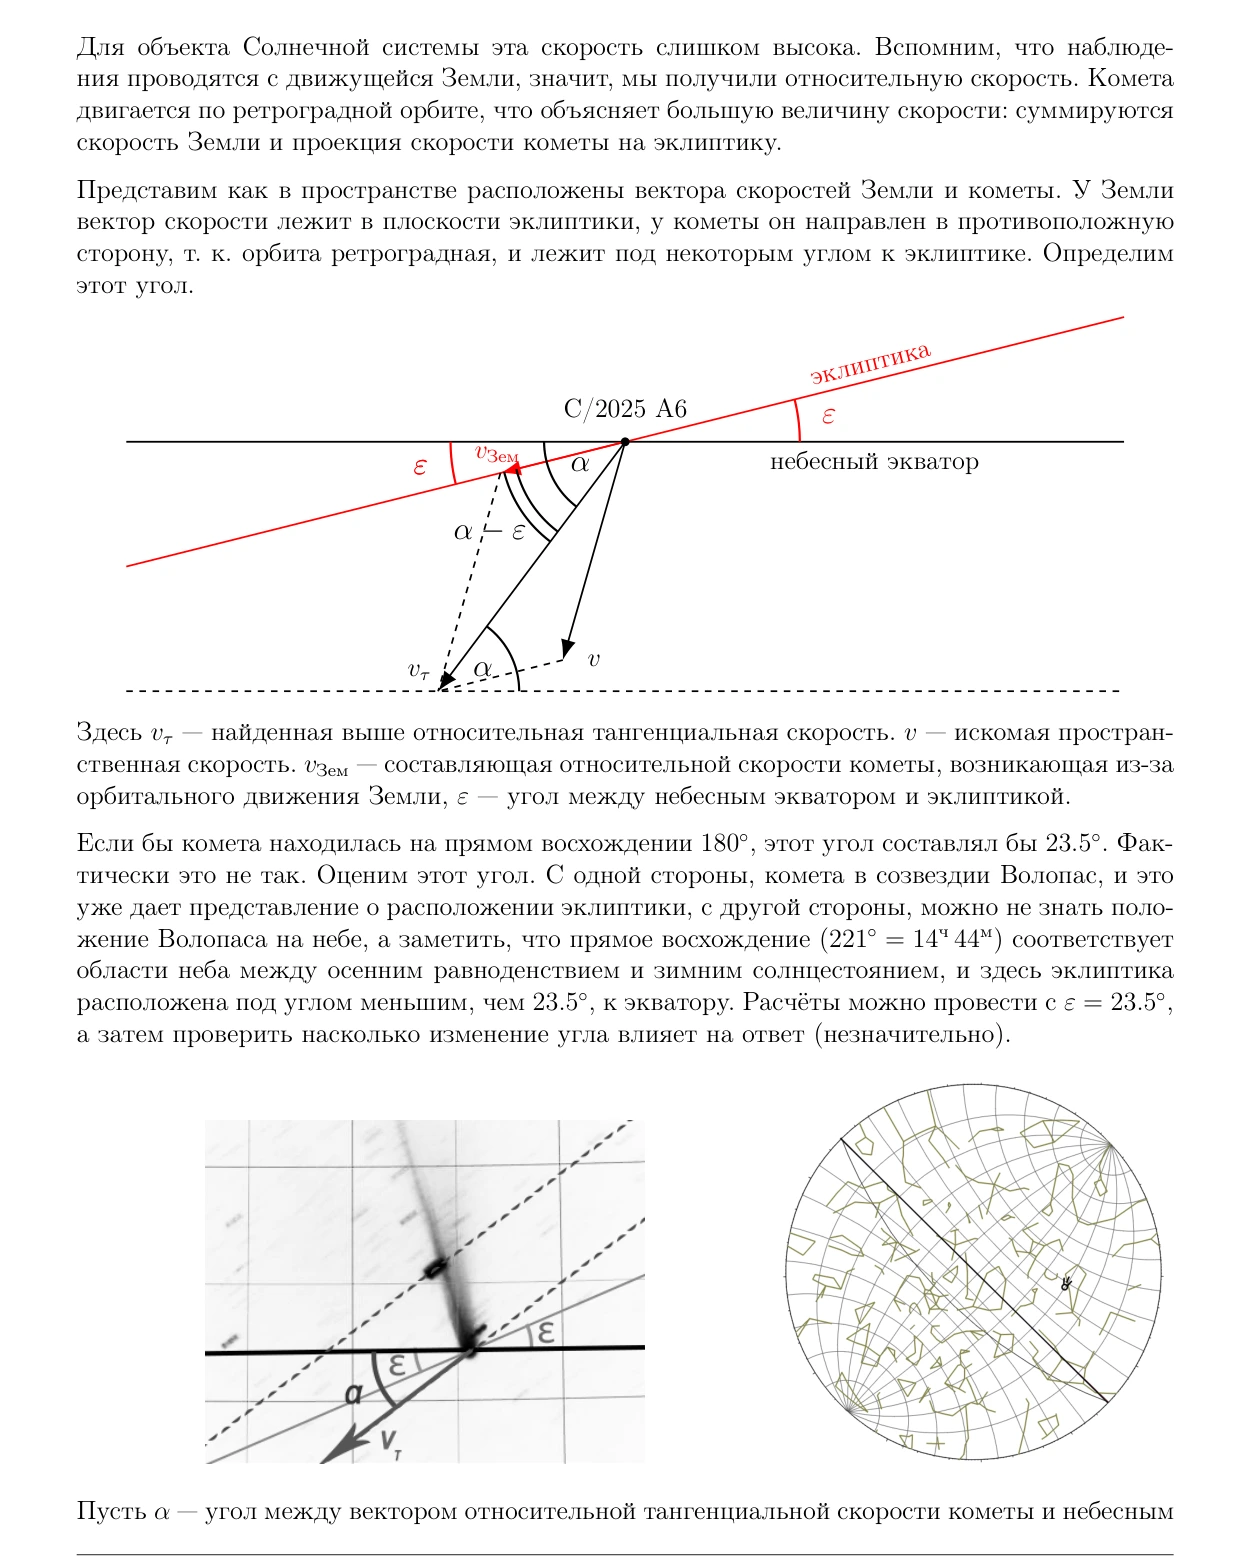 Для объекта Солнечной системы эта скорость слишком высока. Вспомним, что наблюде-
ния проводятся с движущейся Земли, значит, мы получили относительную скорость. Комета
двигается по ретроградной орбите, что объясняет большую величину скорости: суммируются
скорость Земли и проекция скорости кометы на эклиптику.
Представим как в пространстве расположены вектора скоростей Земли и кометы. У Земли
вектор скорости лежит в плоскости эклиптики, у кометы он направлен в противоположную
сторону, т. к. орбита ретроградная, и лежит под некоторым углом к эклиптике. Определим
этот угол.
эклиптика
C/2025 A6
ε
ε
vЗем
α
небесный экватор
α − ε
vτ
α
v
Здесь vτ — найденная выше относительная тангенциальная скорость. v — искомая простран-
ственная скорость. vЗем — составляющая относительной скорости кометы, возникающая из-за
орбитального движения Земли, ε — угол между небесным экватором и эклиптикой.
Если бы комета находилась на прямом восхождении 180°, этот угол составлял бы 23.5°. Фак-
тически это не так. Оценим этот угол. С одной стороны, комета в созвездии Волопас, и это
уже дает представление о расположении эклиптики, с другой стороны, можно не знать поло-
жение Волопаса на небе, а заметить, что прямое восхождение (221° = 14ч 44м) соответствует
области неба между осенним равноденствием и зимним солнцестоянием, и здесь эклиптика
расположена под углом меньшим, чем 23.5°, к экватору. Расчёты можно провести с ε = 23.5°,
а затем проверить насколько изменение угла влияет на ответ (незначительно).
ε
ε
α
vτ
Пусть α — угол между вектором относительной тангенциальной скорости кометы и небесным